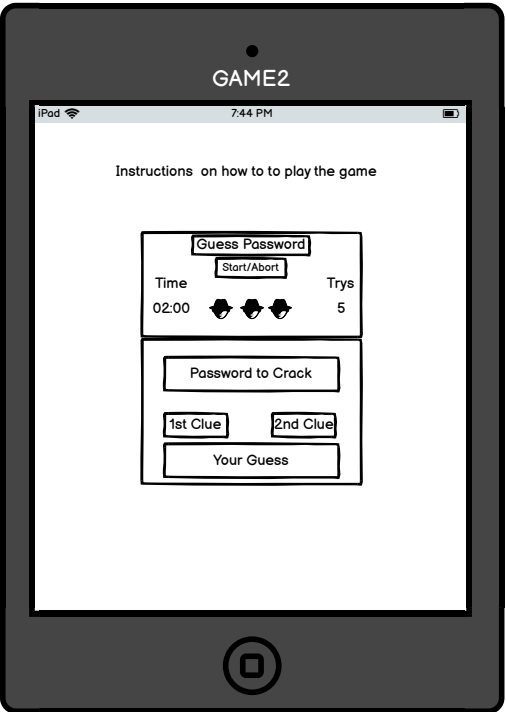 GAME2
iPad 7:44 PM
Instructions on how to to play the game
Guess Password
Start/Abort
Time Trys
02:00 5
Password to Crack
1st Clue 2nd Clue
Your Guess